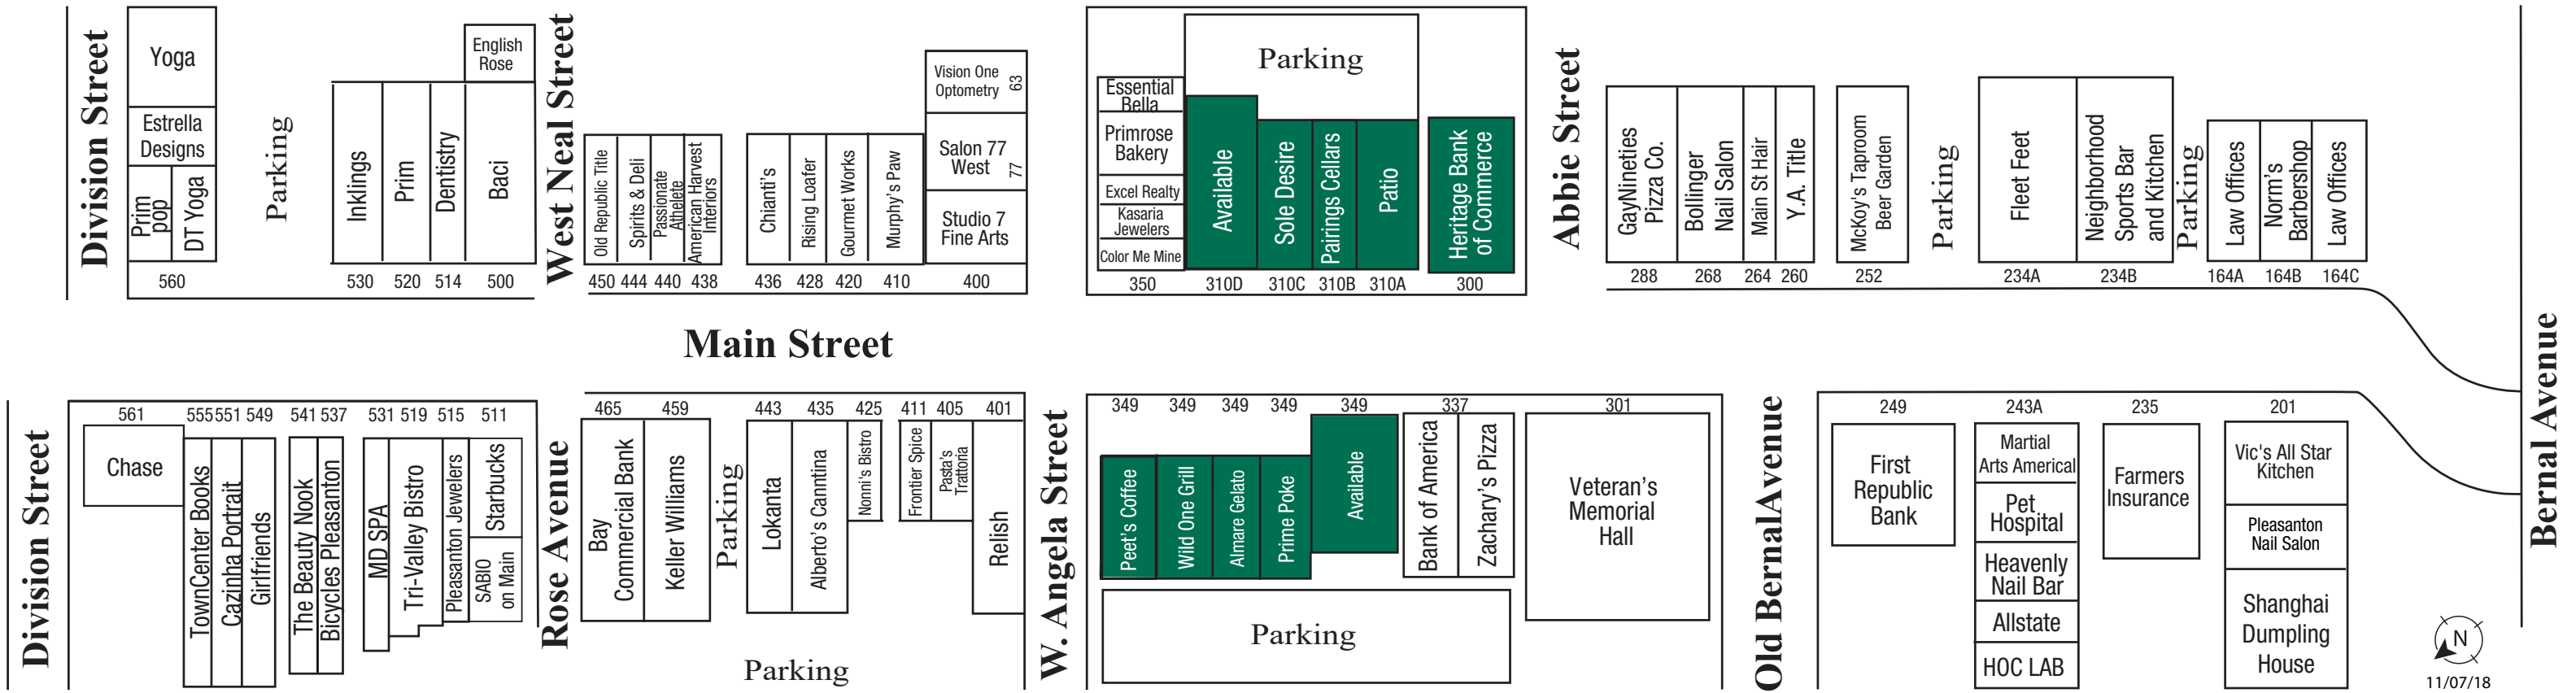 Division Street
Yoga
Estrella
Designs
Prim
pop
DT Yoga
560
Parking
Inklings
Prim
Dentistry
English
Rose
Baci
530
520
514
500
West Neal Street
Old Republic Title
Spirits & Deli
Passionate
Athelete
American Harvest
Interiors
450
444
440
438
Chianti's
Rising Loafer
Gourmet Works
Murphy's Paw
436
428
420
410
Vision One
Optometry
63
Salon 77
West
77
Studio 7
Fine Arts
400
Parking
Essential
Bella
Primrose
Bakery
Excel Realty
Kasaria
Jewelers
Color Me Mine
350
Available
Sole Desire
Pairings Cellars
Patio
Heritage Bank
of Commerce
310D
310C
310B
310A
300
Abbie Street
GayNineties
Pizza Co.
Bollinger
Nail Salon
Main St Hair
Y.A. Title
288
268
264
260
McKoy's Taproom
Beer Garden
252
Parking
Fleet Feet
Neighborhood
Sports Bar
and Kitchen
234A
234B
Parking
Law Offices
Norm's
Barbershop
Law Offices
164A
164B
164C
Bernal Avenue
Main Street
Division Street
561
Chase
555
551
549
TownCenter Books
Cazinha Portrait
Girlfriends
541
537
The Beauty Nook
Bicycles Pleasanton
531
519
515
511
MD SPA
Tri-Valley Bistro
Pleasanton Jewelers
Starbucks
SABIO
on Main
Rose Avenue
465
459
Bay
Commercial Bank
Keller Williams
Parking
443
435
425
Lokanta
Alberto's Canntina
Nonni's Bistro
411
405
401
Frontier Spice
Pasta's
Trattoria
Relish
Parking
W. Angela Street
349
349
349
349
349
337
301
Peet's Coffee
Wild One Grill
Almare Gelato
Prime Poke
Available
Bank of America
Zachary's Pizza
Veteran's
Memorial
Hall
Parking
Old BernalAvenue
249
First
Republic
Bank
243A
Martial
Arts Americal
Pet
Hospital
Heavenly
Nail Bar
Allstate
HOC LAB
235
Farmers
Insurance
201
Vic's All Star
Kitchen
Pleasanton
Nail Salon
Shanghai
Dumpling
House
N
11/07/18